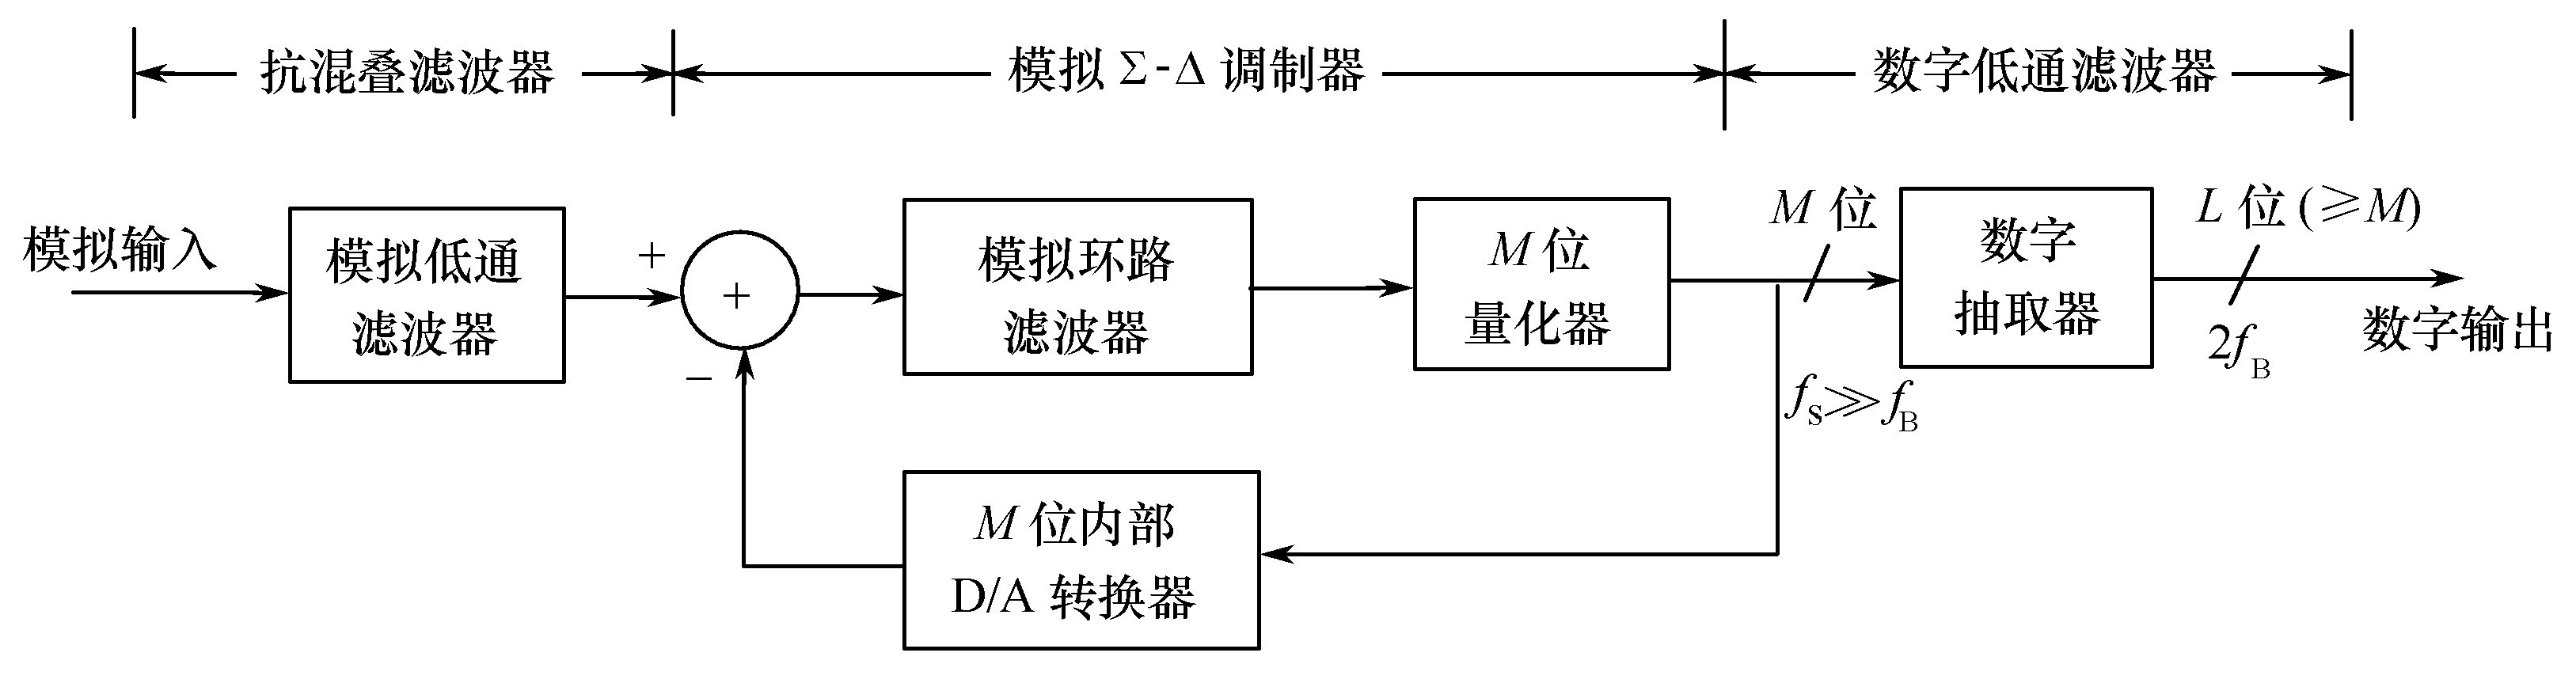 抗混叠滤波器
模拟 Σ-Δ 调制器
数字低通滤波器
模拟输入
模拟低通
滤波器
+
+
−
模拟环路
滤波器
M 位
量化器
M 位
f_S≫f_B
数字
抽取器
L 位 (≥M)
2f_B
数字输出
M 位内部
D/A 转换器